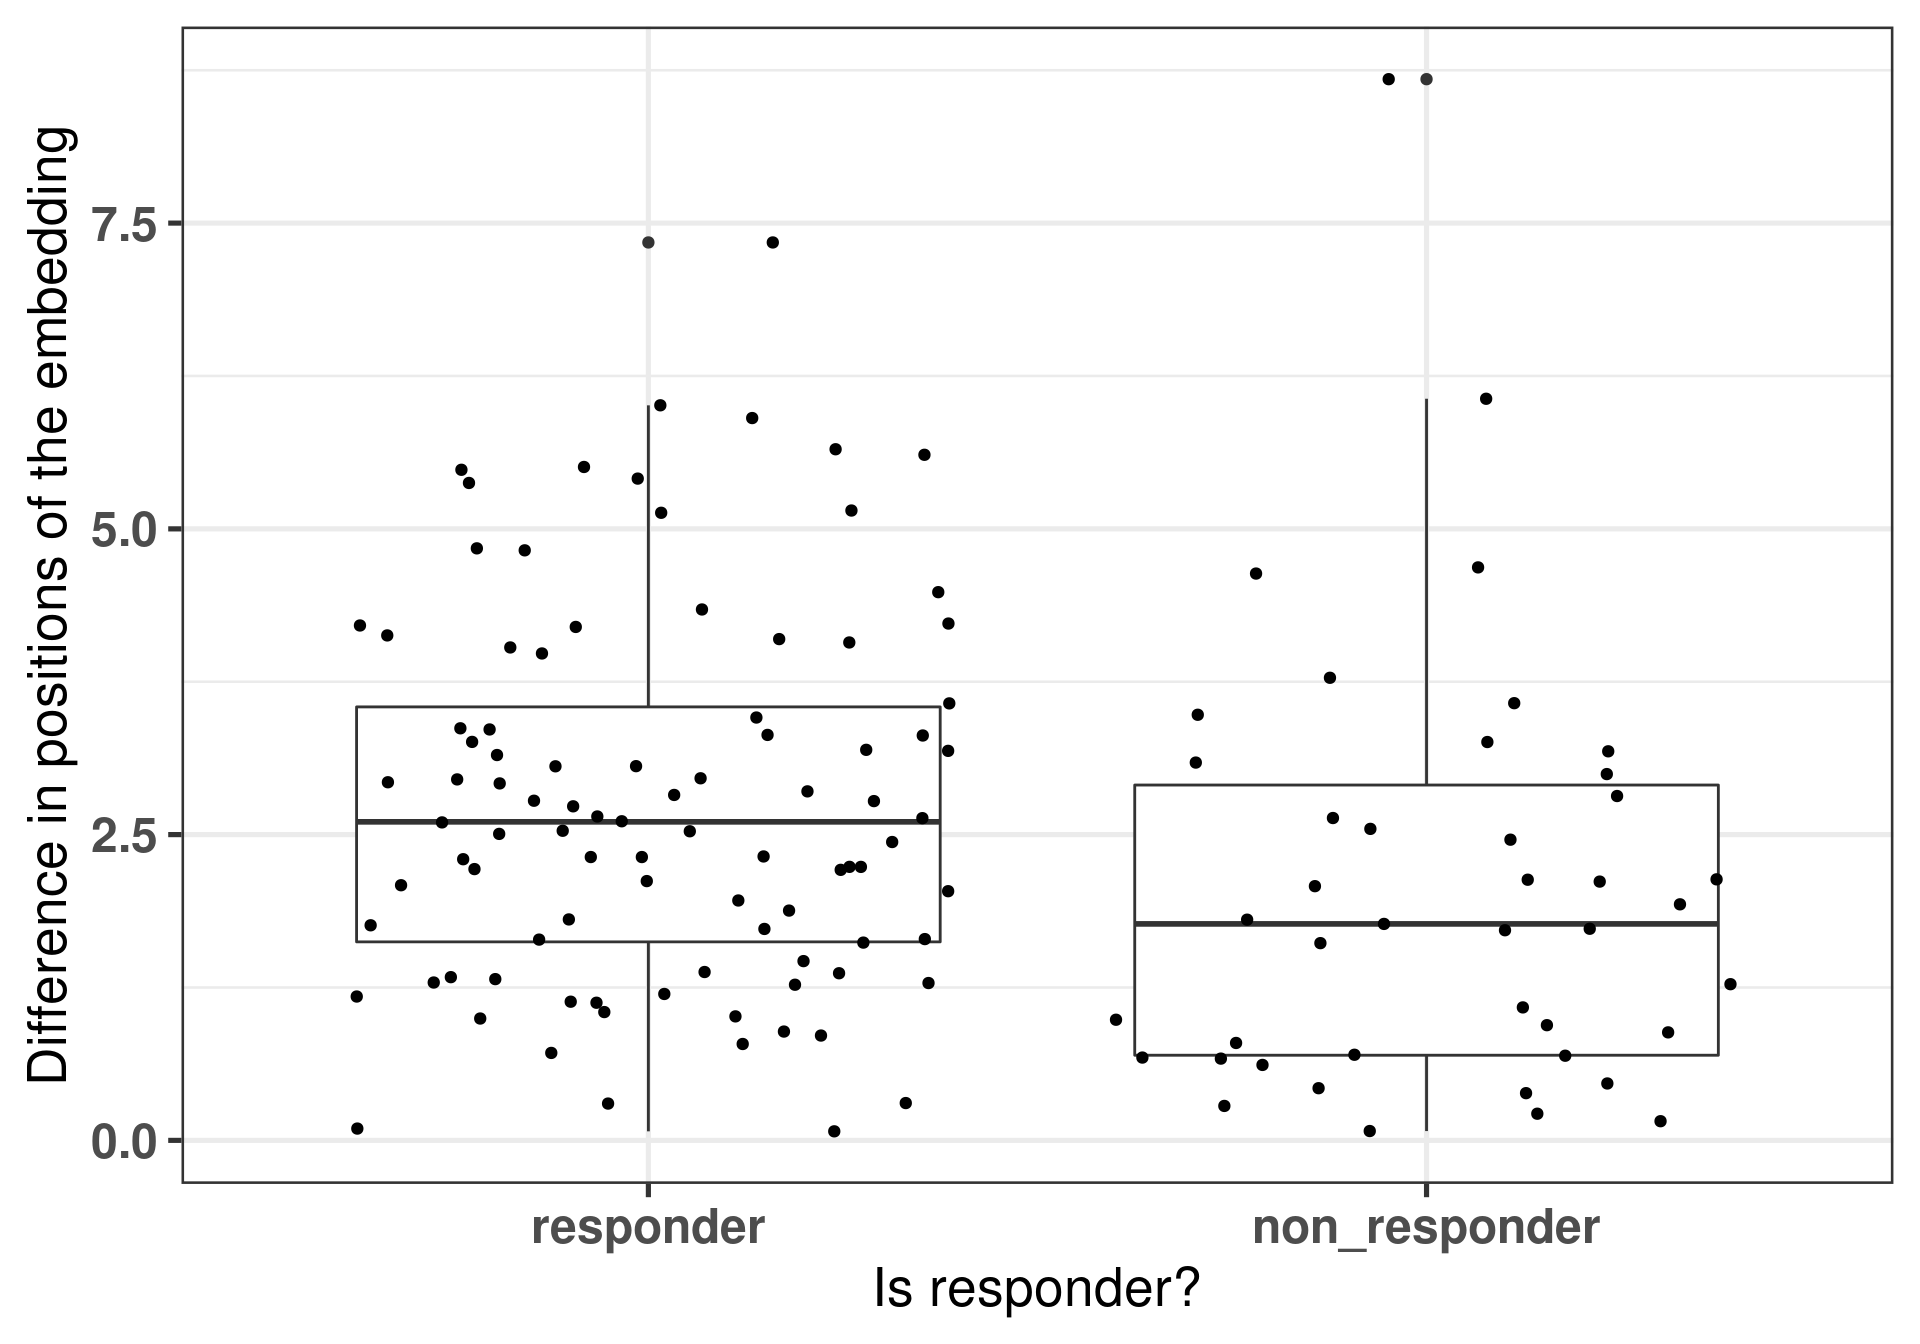 Difference in positions of the embedding
7.5
5.0
2.5
0.0
responder non_responder
Is responder?